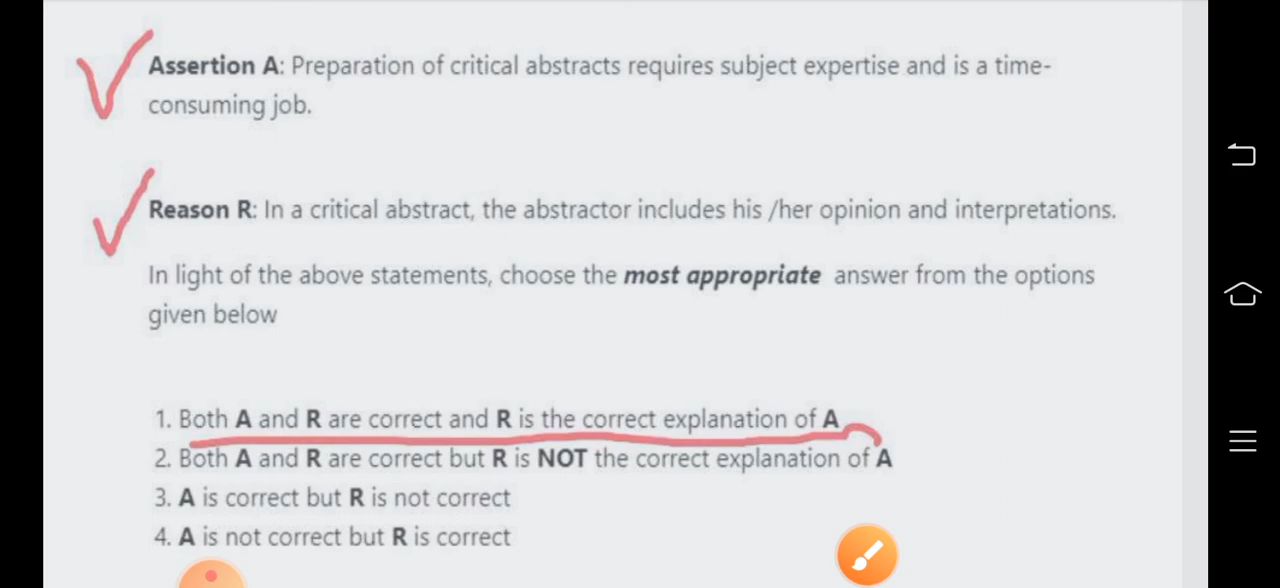 Assertion A: Preparation of critical abstracts requires subject expertise and is a time-
consuming job.
Reason R: In a critical abstract, the abstractor includes his /her opinion and interpretations.
In light of the above statements, choose the most appropriate answer from the options
given below
1. Both A and R are correct and R is the correct explanation of A
2. Both A and R are correct but R is NOT the correct explanation of A
3. A is correct but R is not correct
4. A is not correct but R is correct